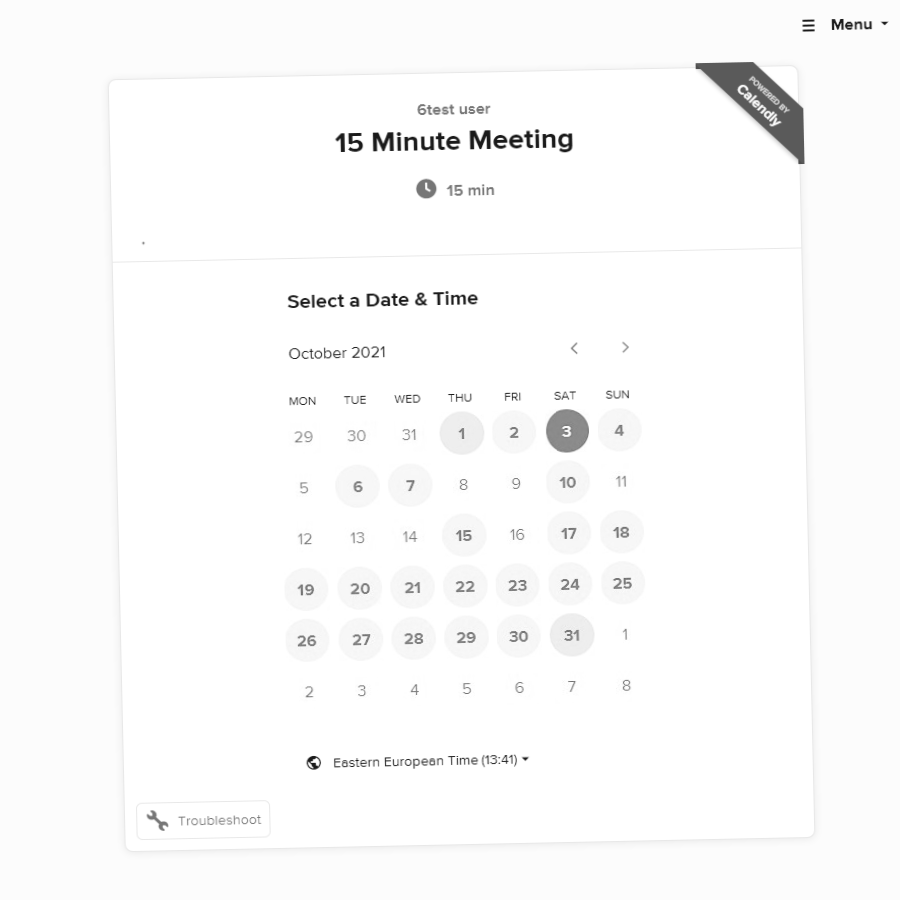 Menu
POWERED BY
Calendly
6test user
15 Minute Meeting
15 min
Select a Date & Time
October 2021
MON TUE WED THU FRI SAT SUN
29 30 31 1 2 3 4
5 6 7 8 9 10 11
12 13 14 15 16 17 18
19 20 21 22 23 24 25
26 27 28 29 30 31 1
2 3 4 5 6 7 8
Eastern European Time (13:41)
Troubleshoot